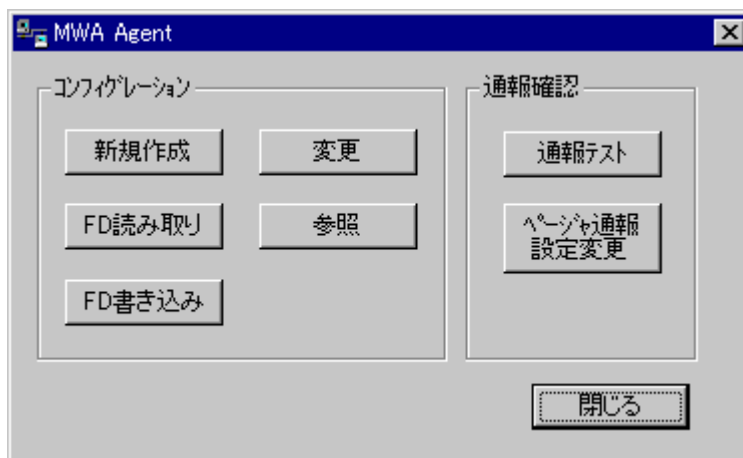 MWA Agent
ｺﾝﾌｨｸﾞﾚｰｼｮﾝ
新規作成
変更
FD読み取り
参照
FD書き込み
通報確認
通報ﾃｽﾄ
ﾍﾟｰｼﾞｬ通報
設定変更
閉じる